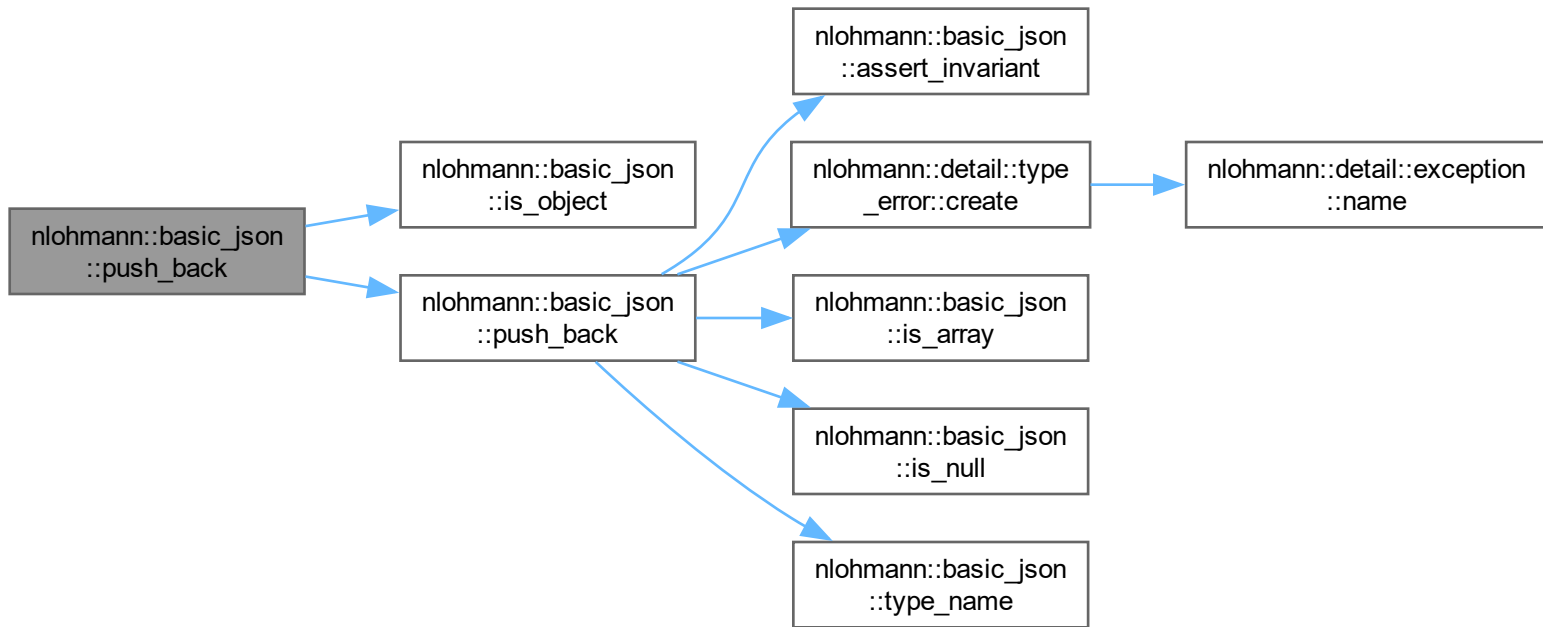 nlohmann::basic_json
::push_back
nlohmann::basic_json
::is_object
nlohmann::basic_json
::push_back
nlohmann::basic_json
::assert_invariant
nlohmann::detail::type
_error::create
nlohmann::basic_json
::is_array
nlohmann::basic_json
::is_null
nlohmann::basic_json
::type_name
nlohmann::detail::exception
::name